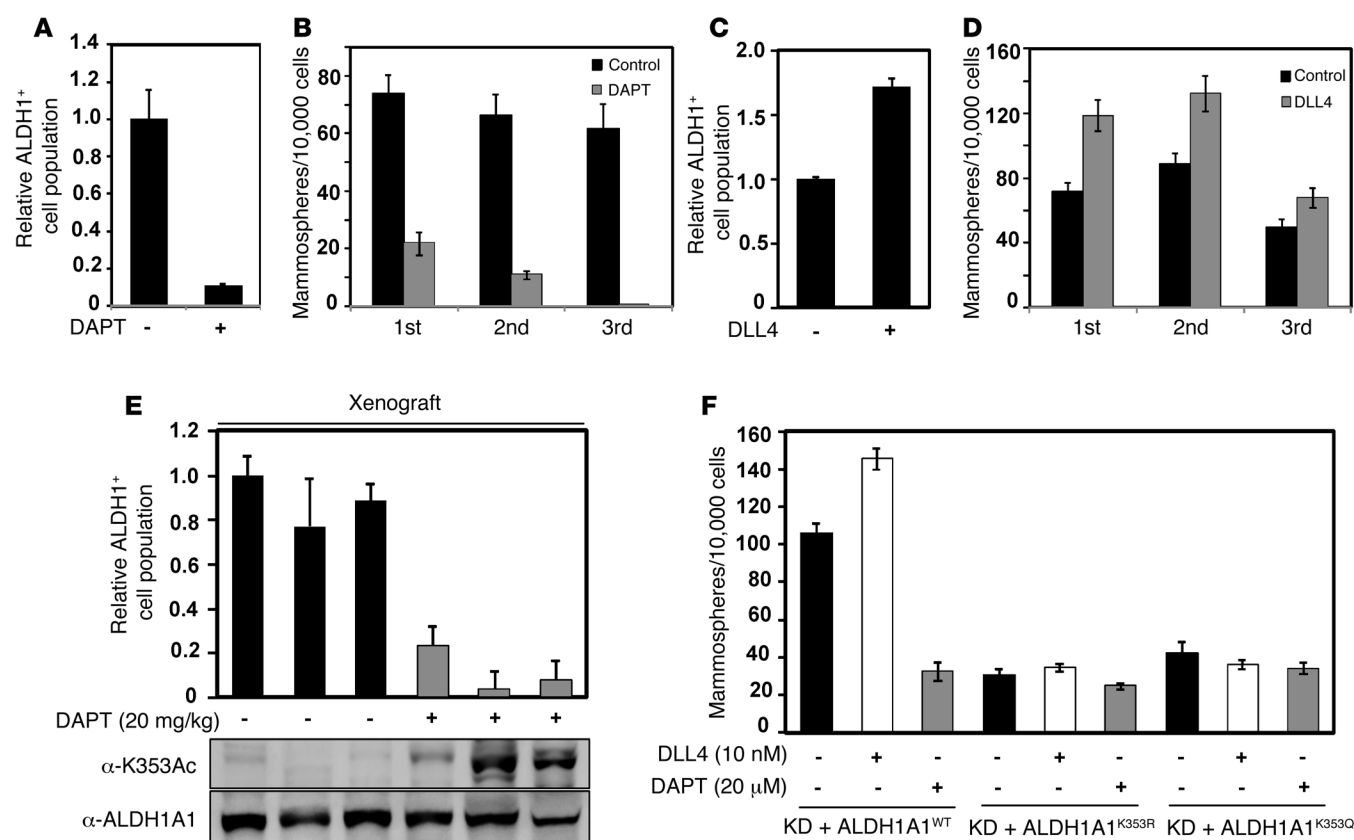 A
Relative ALDH1+
cell population
1.4
1.2
1.0
0.8
0.6
0.4
0.2
0
DAPT - +
B
Mammospheres/10,000 cells
80
60
40
20
0
Control
DAPT
1st 2nd 3rd
C
Relative ALDH1+
cell population
2.0
1.5
1.0
0.5
0
DLL4 - +
D
Mammospheres/10,000 cells
160
120
80
40
0
Control
DLL4
1st 2nd 3rd
E
Xenograft
Relative ALDH1+
cell population
1.2
1.0
0.8
0.6
0.4
0.2
0
DAPT (20 mg/kg) - - - + + +
α-K353Ac
α-ALDH1A1
F
Mammospheres/10,000 cells
160
140
120
100
80
60
40
20
0
DLL4 (10 nM) - + - - + - - + -
DAPT (20 µM) - - + - - + - - +
KD + ALDH1A1WT KD + ALDH1A1K353R KD + ALDH1A1K353Q